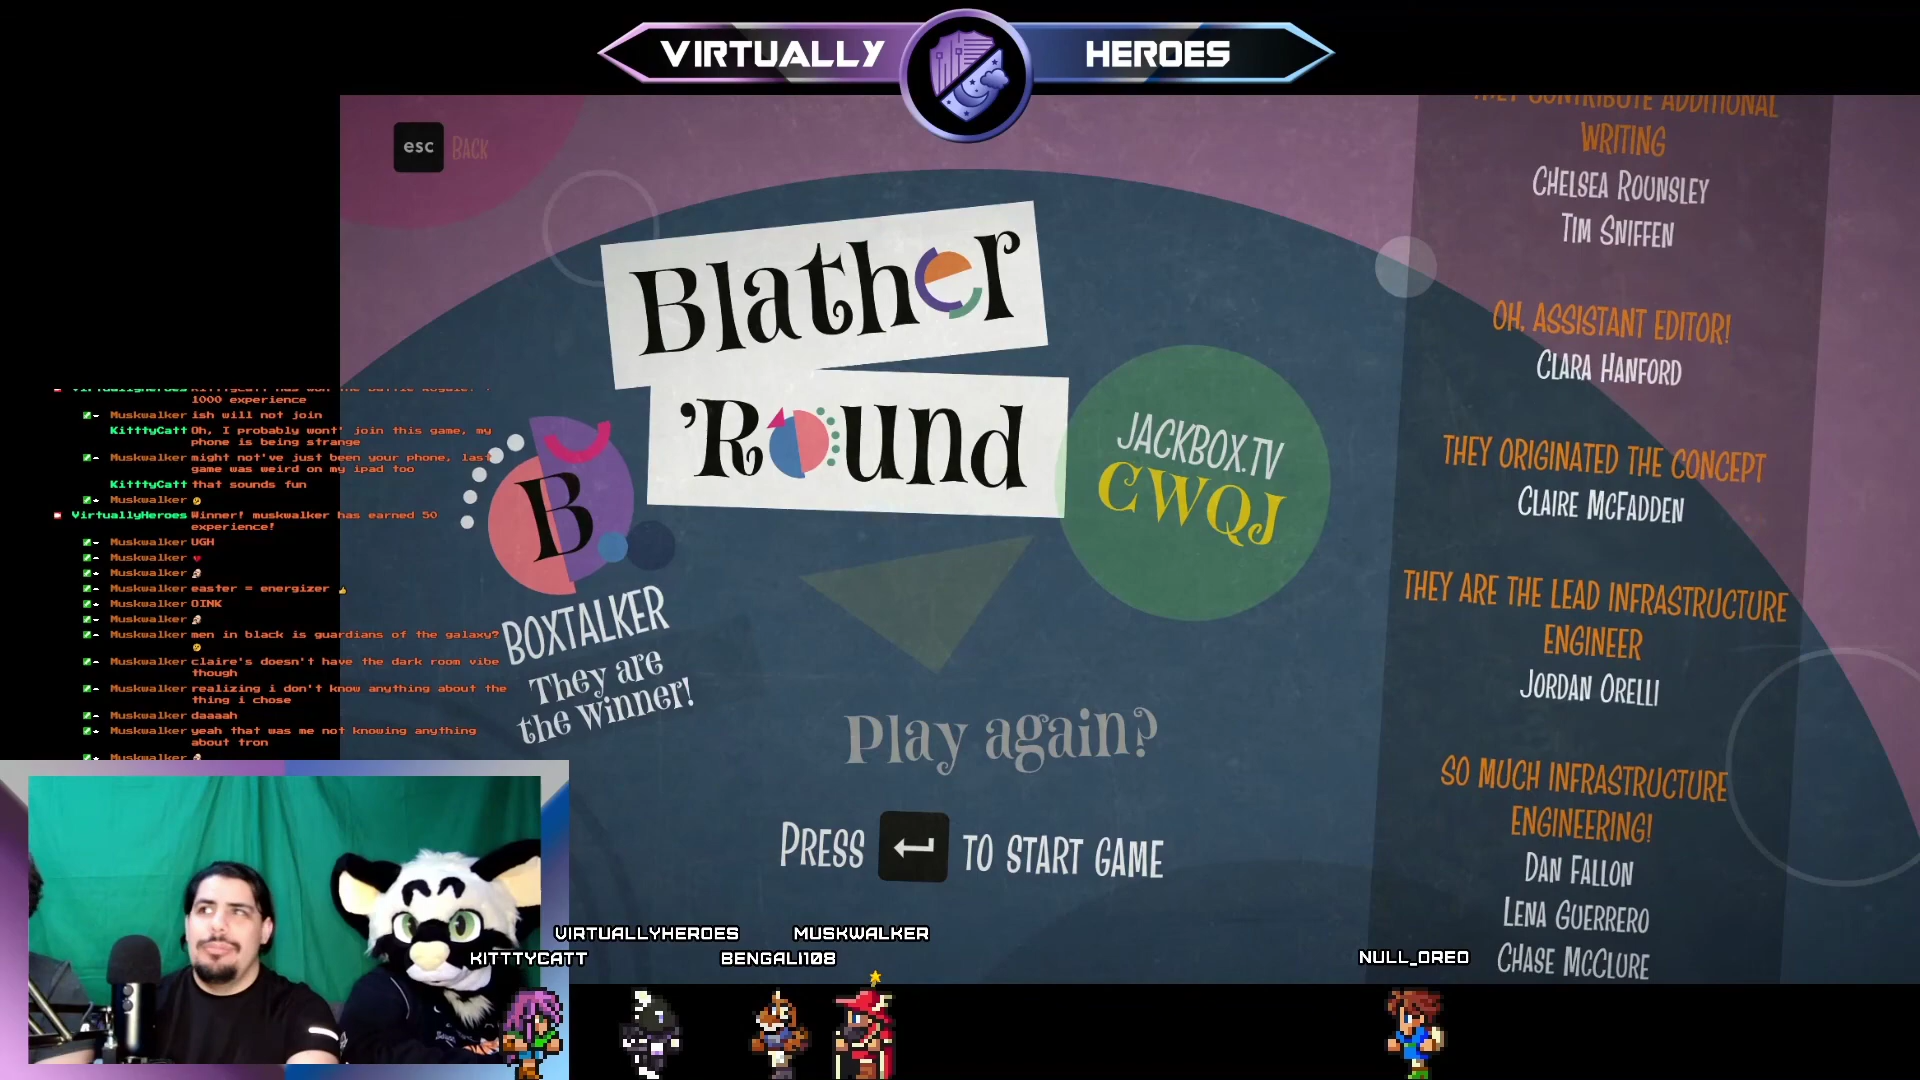 VIRTUALLY HEROES
esc BACK
THEY CONTRIBUTE ADDITIONAL
WRITING
CHELSEA ROUNSLEY
TIM SNIFFEN
OH, ASSISTANT EDITOR!
CLARA HANFORD
THEY ORIGINATED THE CONCEPT
CLAIRE MCFADDEN
THEY ARE THE LEAD INFRASTRUCTURE
ENGINEER
JORDAN ORELLI
SO MUCH INFRASTRUCTURE
ENGINEERING!
DAN FALLON
LENA GUERRERO
CHASE MCCLURE
Blather
'Round
JACKBOX.TV
CWQJ
B
BOXTALKER
They are
the winner!
Play again?
PRESS TO START GAME
1000 experience
Muskwalker ish will not join
KitttyCatt Oh, I probably wont' join this game, my
phone is being strange
Muskwalker might not've just been your phone, last
game was weird on my ipad too
KitttyCatt that sounds fun
Muskwalker
VirtuallyHeroes Winner! muskwalker has earned 50
experience!
Muskwalker UGH
Muskwalker
Muskwalker
Muskwalker easter = energizer
Muskwalker OINK
Muskwalker
Muskwalker men in black is guardians of the galaxy?
Muskwalker claire's doesn't have the dark room vibe
though
Muskwalker realizing i don't know anything about the
thing i chose
Muskwalker daaaah
Muskwalker yeah that was me not knowing anything
about tron
Muskwalker
VIRTUALLYHEROES MUSKWALKER
KITTTYCATT BENGALI108 NULL_OREO